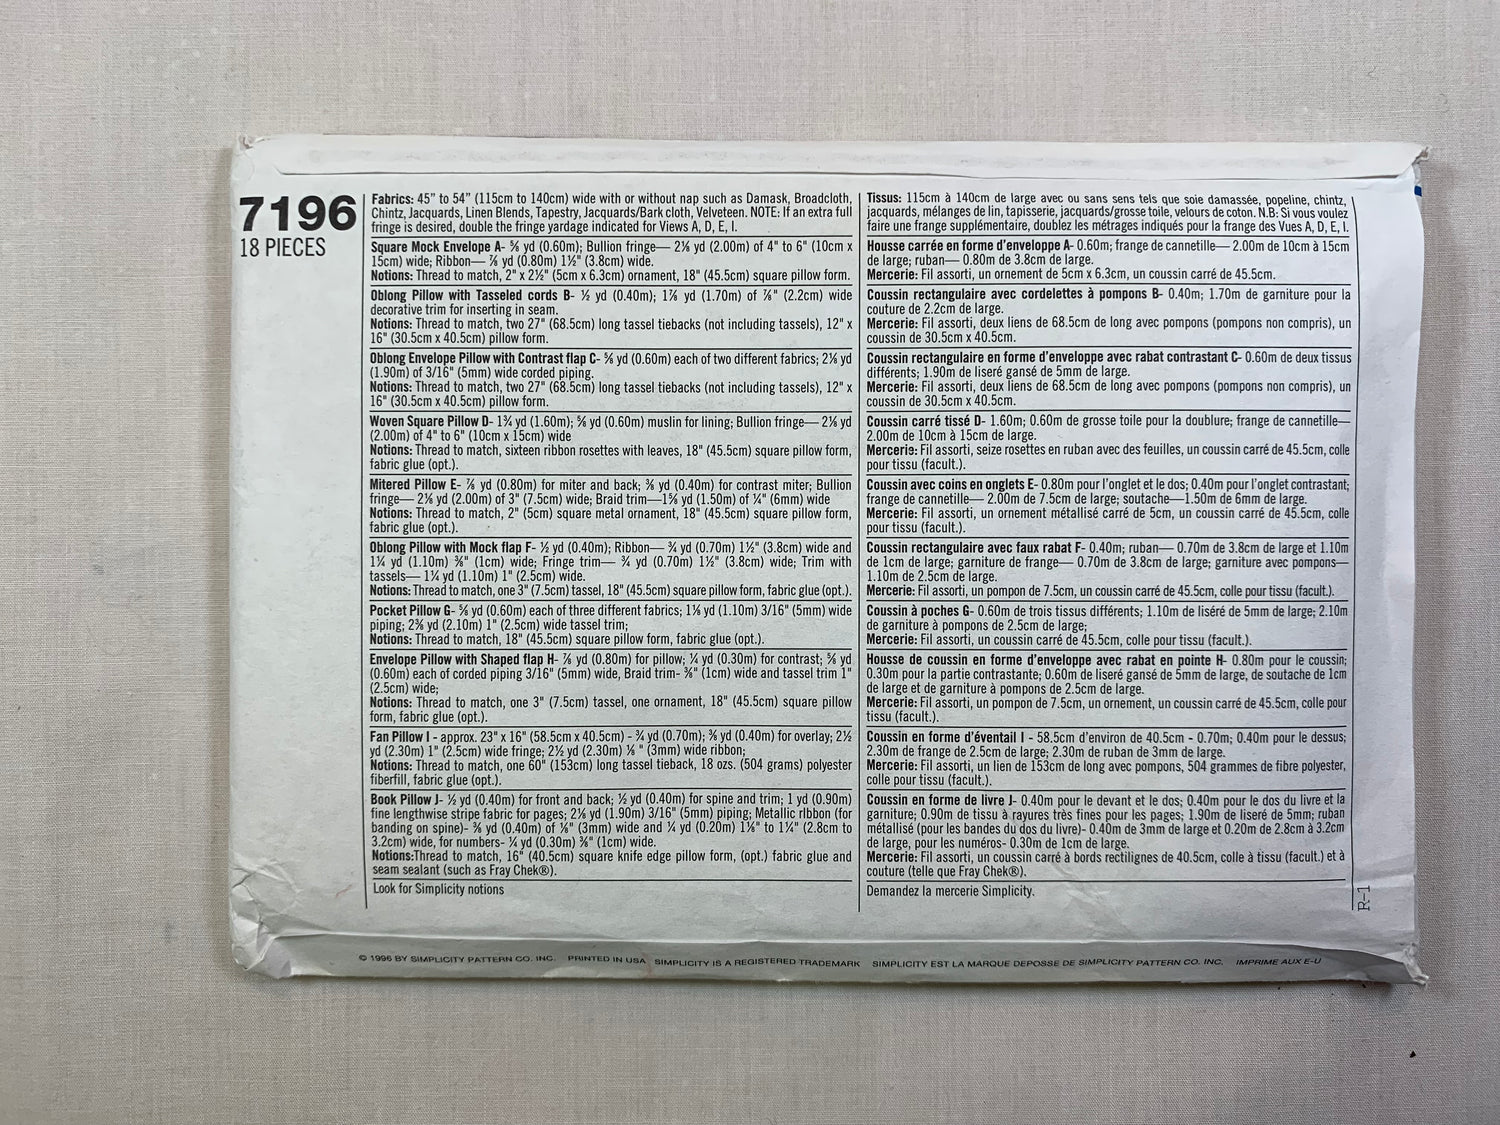 7196
18 PIECES
Fabrics: 45" to 54" (115cm to 140cm) wide with or without nap such as Damask, Broadcloth,
Chintz, Jacquards, Linen Blends, Tapestry, Jacquards/Bark cloth, Velveteen. NOTE: If an extra full
fringe is desired, double the fringe yardage indicated for Views A, D, E, I.
Square Mock Envelope A- ⅝ yd (0.60m); Bullion fringe— 2⅛ yd (2.00m) of 4" to 6" (10cm x
15cm) wide; Ribbon— ⅞ yd (0.80m) 1½" (3.8cm) wide.
Notions: Thread to match, 2" x 2½" (5cm x 6.3cm) ornament, 18" (45.5cm) square pillow form.
Oblong Pillow with Tasseled cords B- ½ yd (0.40m); 1⅞ yd (1.70m) of ⅞" (2.2cm) wide
decorative trim for inserting in seam.
Notions: Thread to match, two 27" (68.5cm) long tassel tiebacks (not including tassels), 12" x
16" (30.5cm x 40.5cm) pillow form.
Oblong Envelope Pillow with Contrast flap C- ⅝ yd (0.60m) each of two different fabrics; 2⅛ yd
(1.90m) of 3/16" (5mm) wide corded piping.
Notions: Thread to match, two 27" (68.5cm) long tassel tiebacks (not including tassels), 12" x
16" (30.5cm x 40.5cm) pillow form.
Woven Square Pillow D- 1¾ yd (1.60m); ⅝ yd (0.60m) muslin for lining; Bullion fringe— 2⅛ yd
(2.00m) of 4" to 6" (10cm x 15cm) wide
Notions: Thread to match, sixteen ribbon rosettes with leaves, 18" (45.5cm) square pillow form,
fabric glue (opt.).
Mitered Pillow E- ⅞ yd (0.80m) for miter and back; ⅜ yd (0.40m) for contrast miter; Bullion
fringe— 2⅛ yd (2.00m) of 3" (7.5cm) wide; Braid trim—1⅝ yd (1.50m) of ¼" (6mm) wide
Notions: Thread to match, 2" (5cm) square metal ornament, 18" (45.5cm) square pillow form,
fabric glue (opt.).
Oblong Pillow with Mock flap F- ½ yd (0.40m); Ribbon— ¾ yd (0.70m) 1½" (3.8cm) wide and
1¼ yd (1.10m) ⅜" (1cm) wide; Fringe trim— ¾ yd (0.70m) 1½" (3.8cm) wide; Trim with
tassels— 1¼ yd (1.10m) 1" (2.5cm) wide.
Notions: Thread to match, one 3" (7.5cm) tassel, 18" (45.5cm) square pillow form, fabric glue (opt.).
Pocket Pillow G- ⅝ yd (0.60m) each of three different fabrics; 1⅛ yd (1.10m) 3/16" (5mm) wide
piping; 2⅜ yd (2.10m) 1" (2.5cm) wide tassel trim;
Notions: Thread to match, 18" (45.5cm) square pillow form, fabric glue (opt.).
Envelope Pillow with Shaped flap H- ⅞ yd (0.80m) for pillow; ¼ yd (0.30m) for contrast; ⅝ yd
(0.60m) each of corded piping 3/16" (5mm) wide, Braid trim- ⅜" (1cm) wide and tassel trim 1"
(2.5cm) wide;
Notions: Thread to match, one 3" (7.5cm) tassel, one ornament, 18" (45.5cm) square pillow
form, fabric glue (opt.).
Fan Pillow I - approx. 23" x 16" (58.5cm x 40.5cm) - ¾ yd (0.70m); ⅜ yd (0.40m) for overlay; 2½
yd (2.30m) 1" (2.5cm) wide fringe; 2½ yd (2.30m) ⅛ " (3mm) wide ribbon;
Notions: Thread to match, one 60" (153cm) long tassel tieback, 18 ozs. (504 grams) polyester
fiberfill, fabric glue (opt.).
Book Pillow J- ½ yd (0.40m) for front and back; ½ yd (0.40m) for spine and trim; 1 yd (0.90m)
fine lengthwise stripe fabric for pages; 2⅛ yd (1.90m) 3/16" (5mm) piping; Metallic ribbon (for
banding on spine)- ⅜ yd (0.40m) of ⅛" (3mm) wide and ¼ yd (0.20m) 1⅛" to 1¼" (2.8cm to
3.2cm) wide, for numbers- ¼ yd (0.30m) ⅜" (1cm) wide.
Notions:Thread to match, 16" (40.5cm) square knife edge pillow form, (opt.) fabric glue and
seam sealant (such as Fray Chek®).
Look for Simplicity notions
Tissus: 115cm à 140cm de large avec ou sans sens tels que soie damassée, popeline, chintz,
jacquards, mélanges de lin, tapisserie, jacquards/grosse toile, velours de coton. N.B: Si vous voulez
faire une frange supplémentaire, doublez les métrages indiqués pour la frange des Vues A, D, E, I.
Housse carrée en forme d'enveloppe A- 0.60m; frange de cannetille— 2.00m de 10cm à 15cm
de large; ruban— 0.80m de 3.8cm de large.
Mercerie: Fil assorti, un ornement de 5cm x 6.3cm, un coussin carré de 45.5cm.
Coussin rectangulaire avec cordelettes à pompons B- 0.40m; 1.70m de garniture pour la
couture de 2.2cm de large.
Mercerie: Fil assorti, deux liens de 68.5cm de long avec pompons (pompons non compris), un
coussin de 30.5cm x 40.5cm.
Coussin rectangulaire en forme d'enveloppe avec rabat contrastant C- 0.60m de deux tissus
différents; 1.90m de liseré gansé de 5mm de large.
Mercerie: Fil assorti, deux liens de 68.5cm de long avec pompons (pompons non compris), un
coussin de 30.5cm x 40.5cm.
Coussin carré tissé D- 1.60m; 0.60m de grosse toile pour la doublure; frange de cannetille—
2.00m de 10cm à 15cm de large.
Mercerie: Fil assorti, seize rosettes en ruban avec des feuilles, un coussin carré de 45.5cm, colle
pour tissu (facult.).
Coussin avec coins en onglets E- 0.80m pour l'onglet et le dos; 0.40m pour l'onglet contrastant;
frange de cannetille— 2.00m de 7.5cm de large; soutache—1.50m de 6mm de large.
Mercerie: Fil assorti, un ornement métallisé carré de 5cm, un coussin carré de 45.5cm, colle
pour tissu (facult.).
Coussin rectangulaire avec faux rabat F- 0.40m; ruban— 0.70m de 3.8cm de large et 1.10m
de 1cm de large; garniture de frange— 0.70m de 3.8cm de large; garniture avec pompons—
1.10m de 2.5cm de large.
Mercerie: Fil assorti, un pompon de 7.5cm, un coussin carré de 45.5cm, colle pour tissu (facult.).
Coussin à poches G- 0.60m de trois tissus différents; 1.10m de liseré de 5mm de large; 2.10m
de garniture à pompons de 2.5cm de large;
Mercerie: Fil assorti, un coussin carré de 45.5cm, colle pour tissu (facult.).
Housse de coussin en forme d'enveloppe avec rabat en pointe H- 0.80m pour le coussin;
0.30m pour la partie contrastante; 0.60m de liseré gansé de 5mm de large, de soutache de 1cm
de large et de garniture à pompons de 2.5cm de large.
Mercerie: Fil assorti, un pompon de 7.5cm, un ornement, un coussin carré de 45.5cm, colle pour
tissu (facult.).
Coussin en forme d'éventail I - 58.5cm d'environ de 40.5cm - 0.70m; 0.40m pour le dessus;
2.30m de frange de 2.5cm de large; 2.30m de ruban de 3mm de large.
Mercerie: Fil assorti, un lien de 153cm de long avec pompons, 504 grammes de fibre polyester,
colle pour tissu (facult.).
Coussin en forme de livre J- 0.40m pour le devant et le dos; 0.40m pour le dos du livre et la
garniture; 0.90m de tissu à rayures très fines pour les pages; 1.90m de liseré de 5mm; ruban
métallisé (pour les bandes du dos du livre)- 0.40m de 3mm de large et 0.20m de 2.8cm à 3.2cm
de large, pour les numéros- 0.30m de 1cm de large.
Mercerie: Fil assorti, un coussin carré à bords rectilignes de 40.5cm, colle à tissu (facult.) et à
couture (telle que Fray Chek®).
Demandez la mercerie Simplicity.
R-1
© 1996 BY SIMPLICITY PATTERN CO. INC. PRINTED IN USA SIMPLICITY IS A REGISTERED TRADEMARK SIMPLICITY EST LA MARQUE DEPOSSE DE SIMPLICITY PATTERN CO. INC. IMPRIME AUX E-U